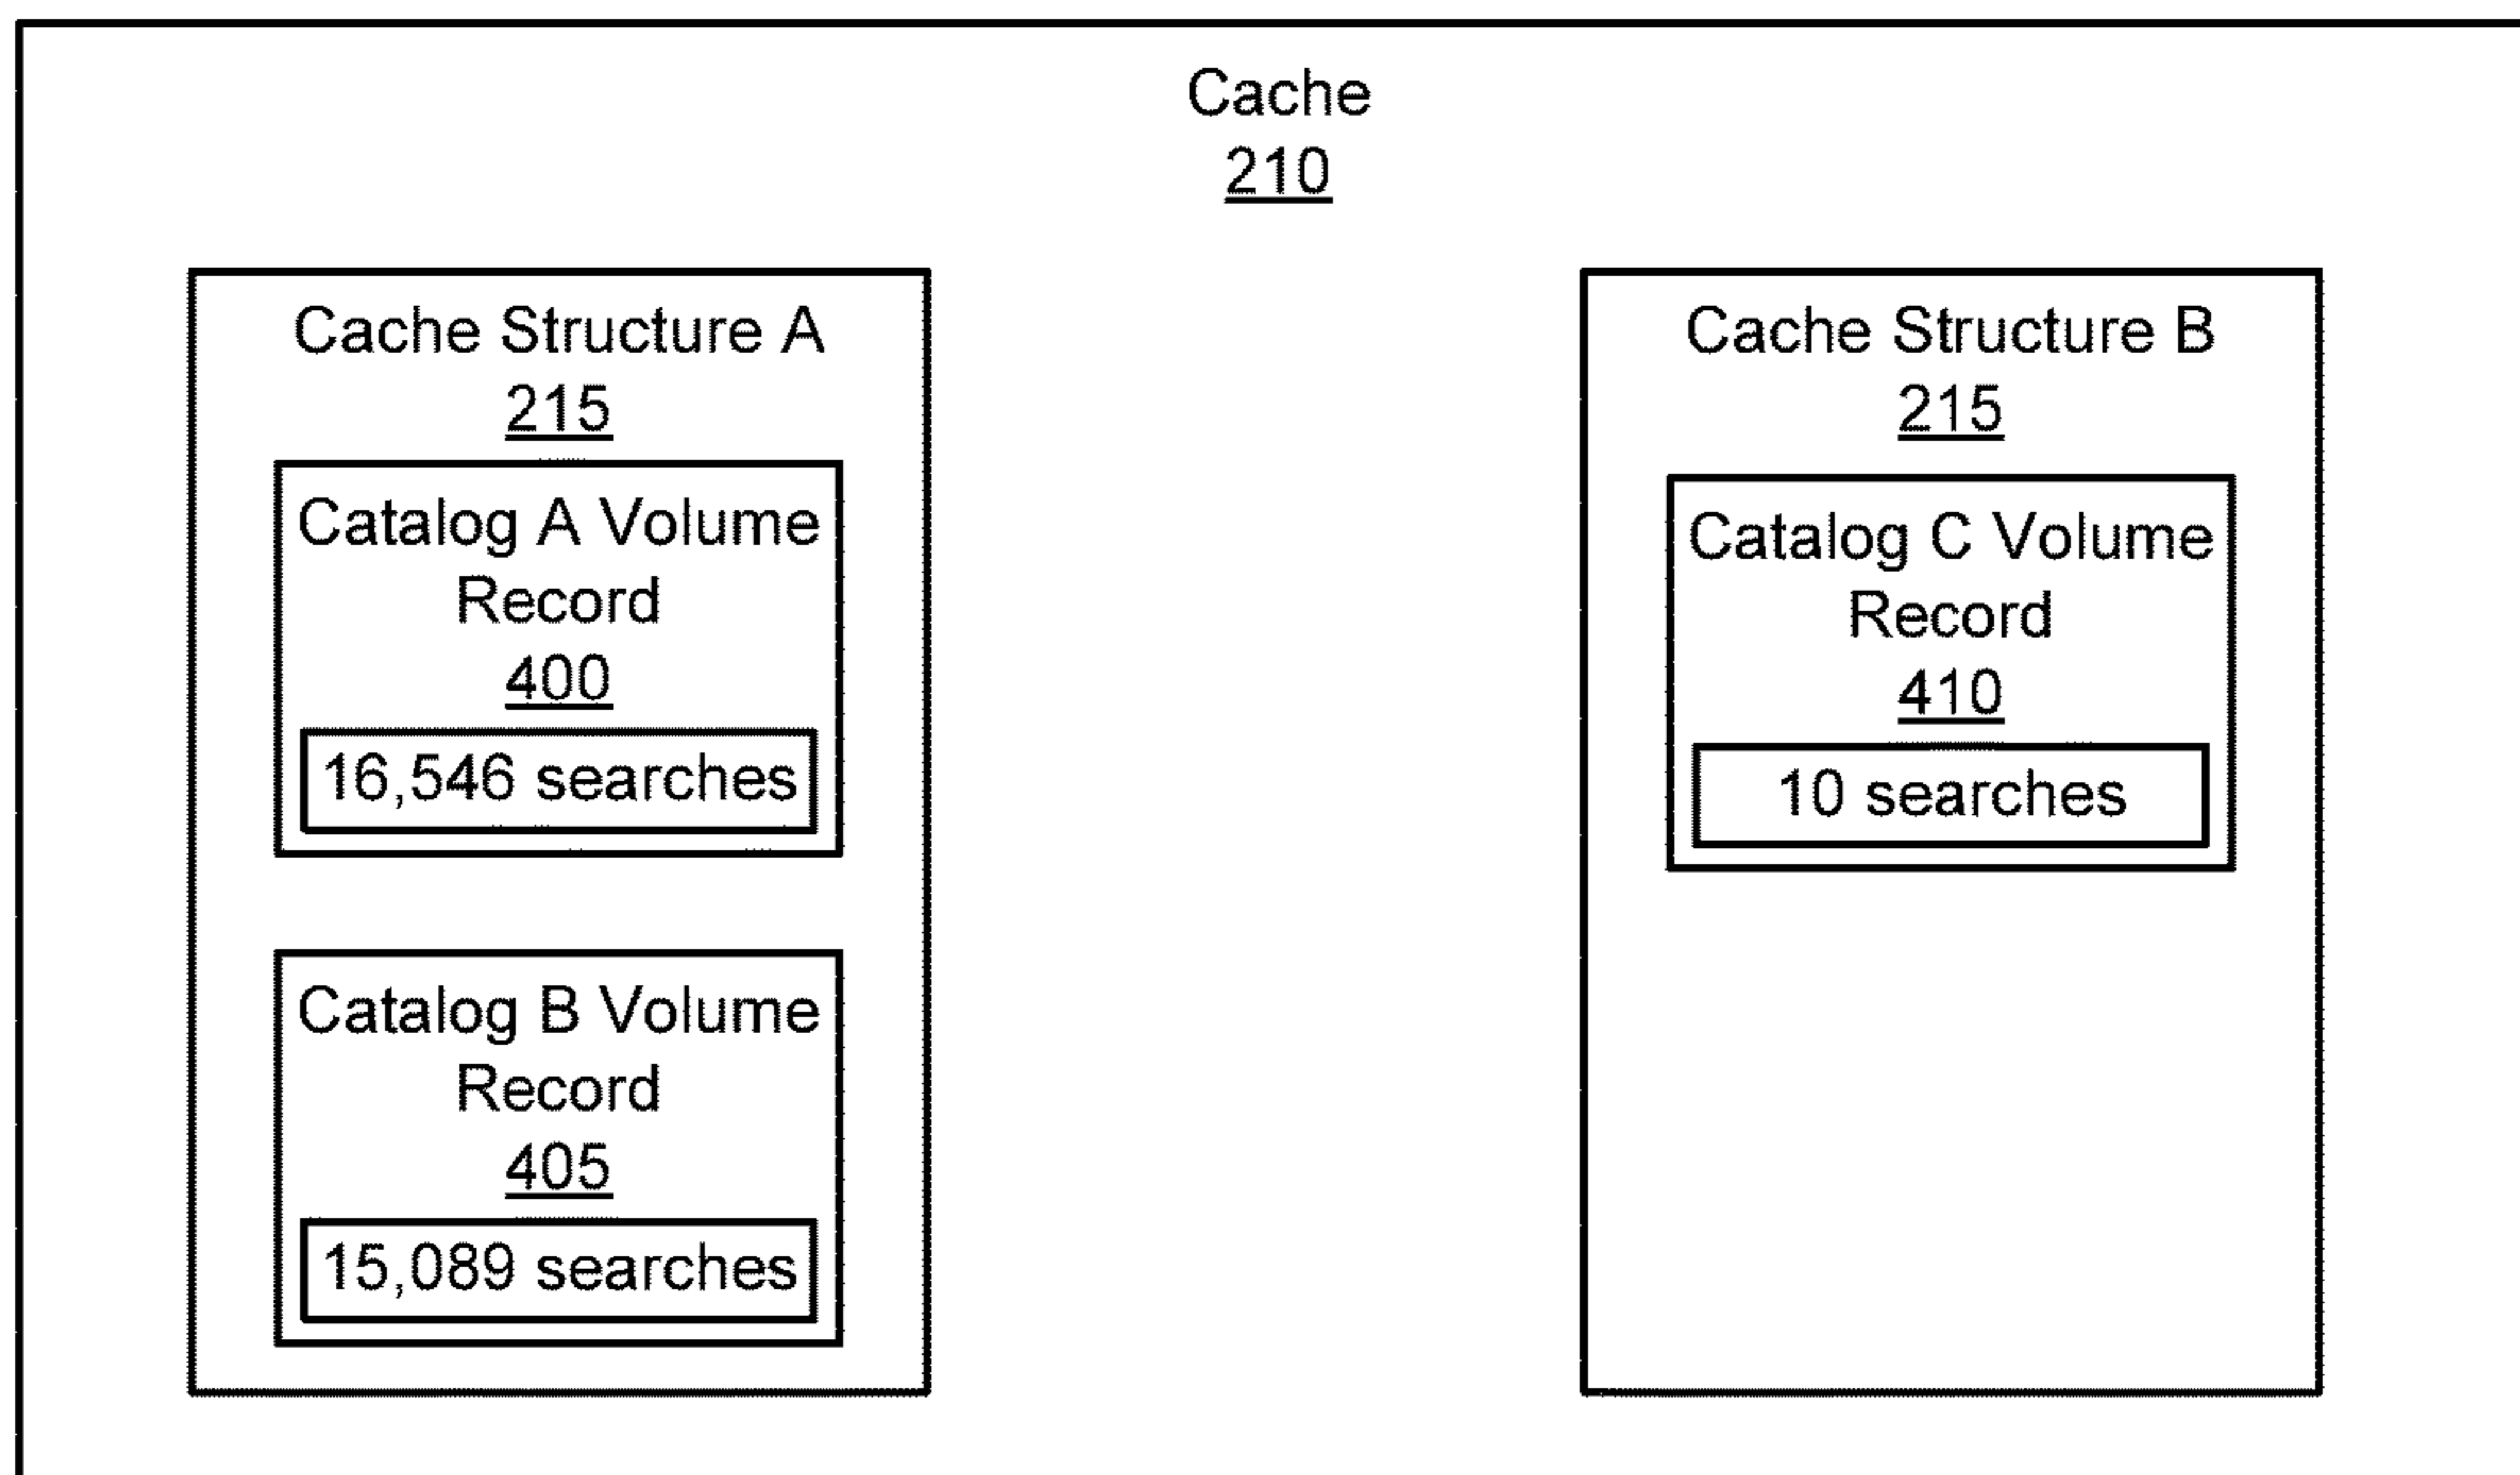 Cache
210
Cache Structure A
215
Catalog A Volume
Record
400
16,546 searches
Catalog B Volume
Record
405
15,089 searches
Cache Structure B
215
Catalog C Volume
Record
410
10 searches